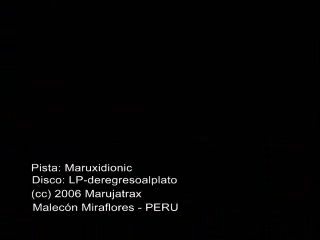 Pista: Maruxidionic
Disco: LP-deregresoalplato
(cc) 2006 Marujatrax
Malecón Miraflores - PERU